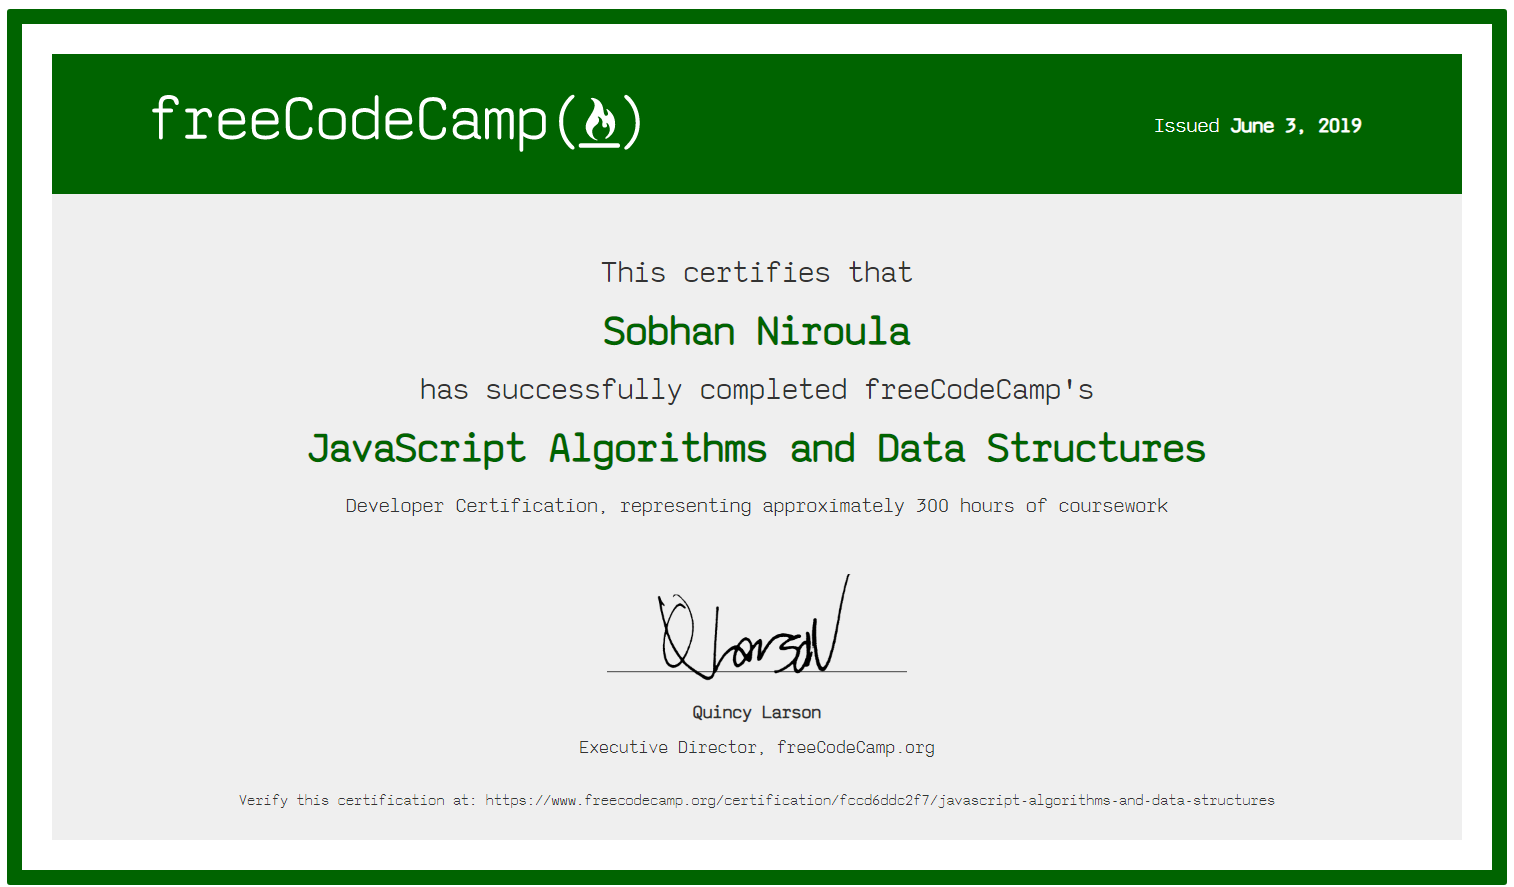 freeCodeCamp
Issued June 3, 2019
This certifies that
Sobhan Niroula
has successfully completed freeCodeCamp's
JavaScript Algorithms and Data Structures
Developer Certification, representing approximately 300 hours of coursework
Q Larson
Quincy Larson
Executive Director, freeCodeCamp.org
Verify this certification at: https://www.freecodecamp.org/certification/fccd6ddc2f7/javascript-algorithms-and-data-structures